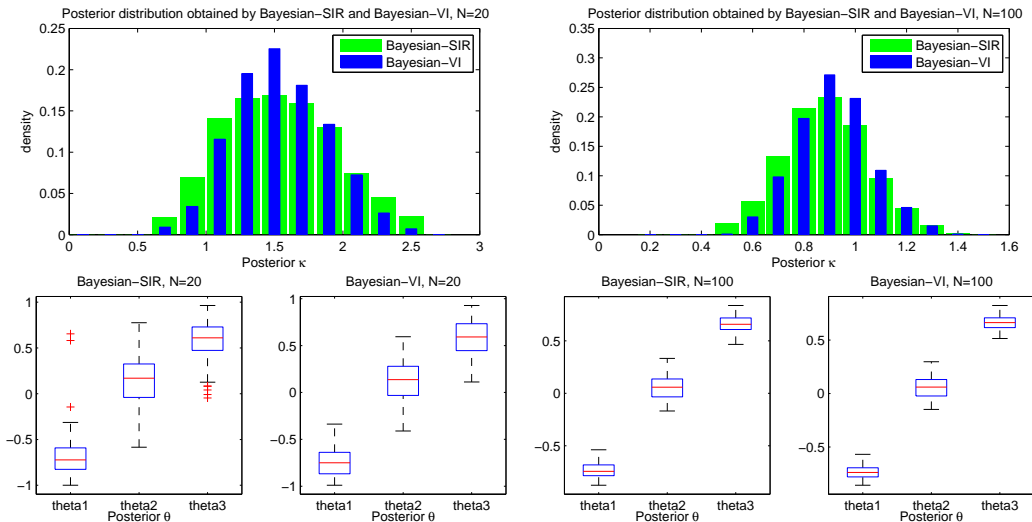 Posterior distribution obtained by Bayesian−SIR and Bayesian−VI, N=20
0.25
0.2
0.15
0.1
0.05
0
density
Bayesian−SIR
Bayesian−VI
0 0.5 1 1.5 2 2.5 3
Posterior κ
Posterior distribution obtained by Bayesian−SIR and Bayesian−VI, N=100
0.35
0.3
0.25
0.2
0.15
0.1
0.05
0
density
Bayesian−SIR
Bayesian−VI
0 0.2 0.4 0.6 0.8 1 1.2 1.4 1.6
Posterior κ
Bayesian−SIR, N=20
1
0.5
0
−0.5
−1
theta1 theta2 theta3
Posterior θ
Bayesian−VI, N=20
1
0.5
0
−0.5
−1
theta1 theta2 theta3
Bayesian−SIR, N=100
0.5
0
−0.5
theta1 theta2 theta3
Posterior θ
Bayesian−VI, N=100
0.5
0
−0.5
theta1 theta2 theta3
Posterior θ